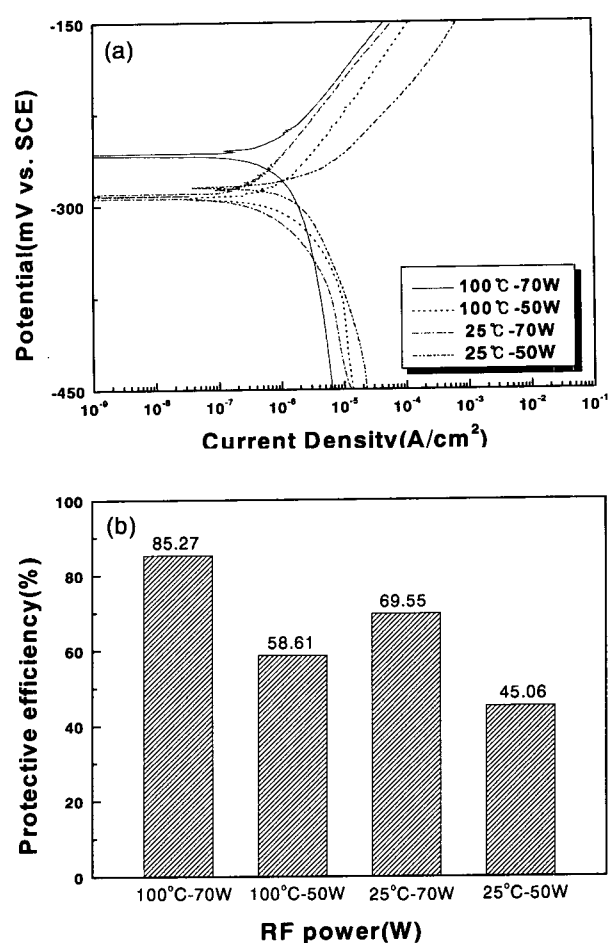 -150
(a)
Potential(mV vs. SCE)
-300
100℃-70W
100℃-50W
25℃-70W
25℃-50W
-450
10⁻⁹ 10⁻⁸ 10⁻⁷ 10⁻⁶ 10⁻⁵ 10⁻⁴ 10⁻³ 10⁻² 10⁻¹
Current Density(A/cm²)
100
(b)
85.27
80
69.55
58.61
60
45.06
40
20
0
Protective efficiency(%)
100°C-70W 100°C-50W 25°C-70W 25°C-50W
RF power(W)